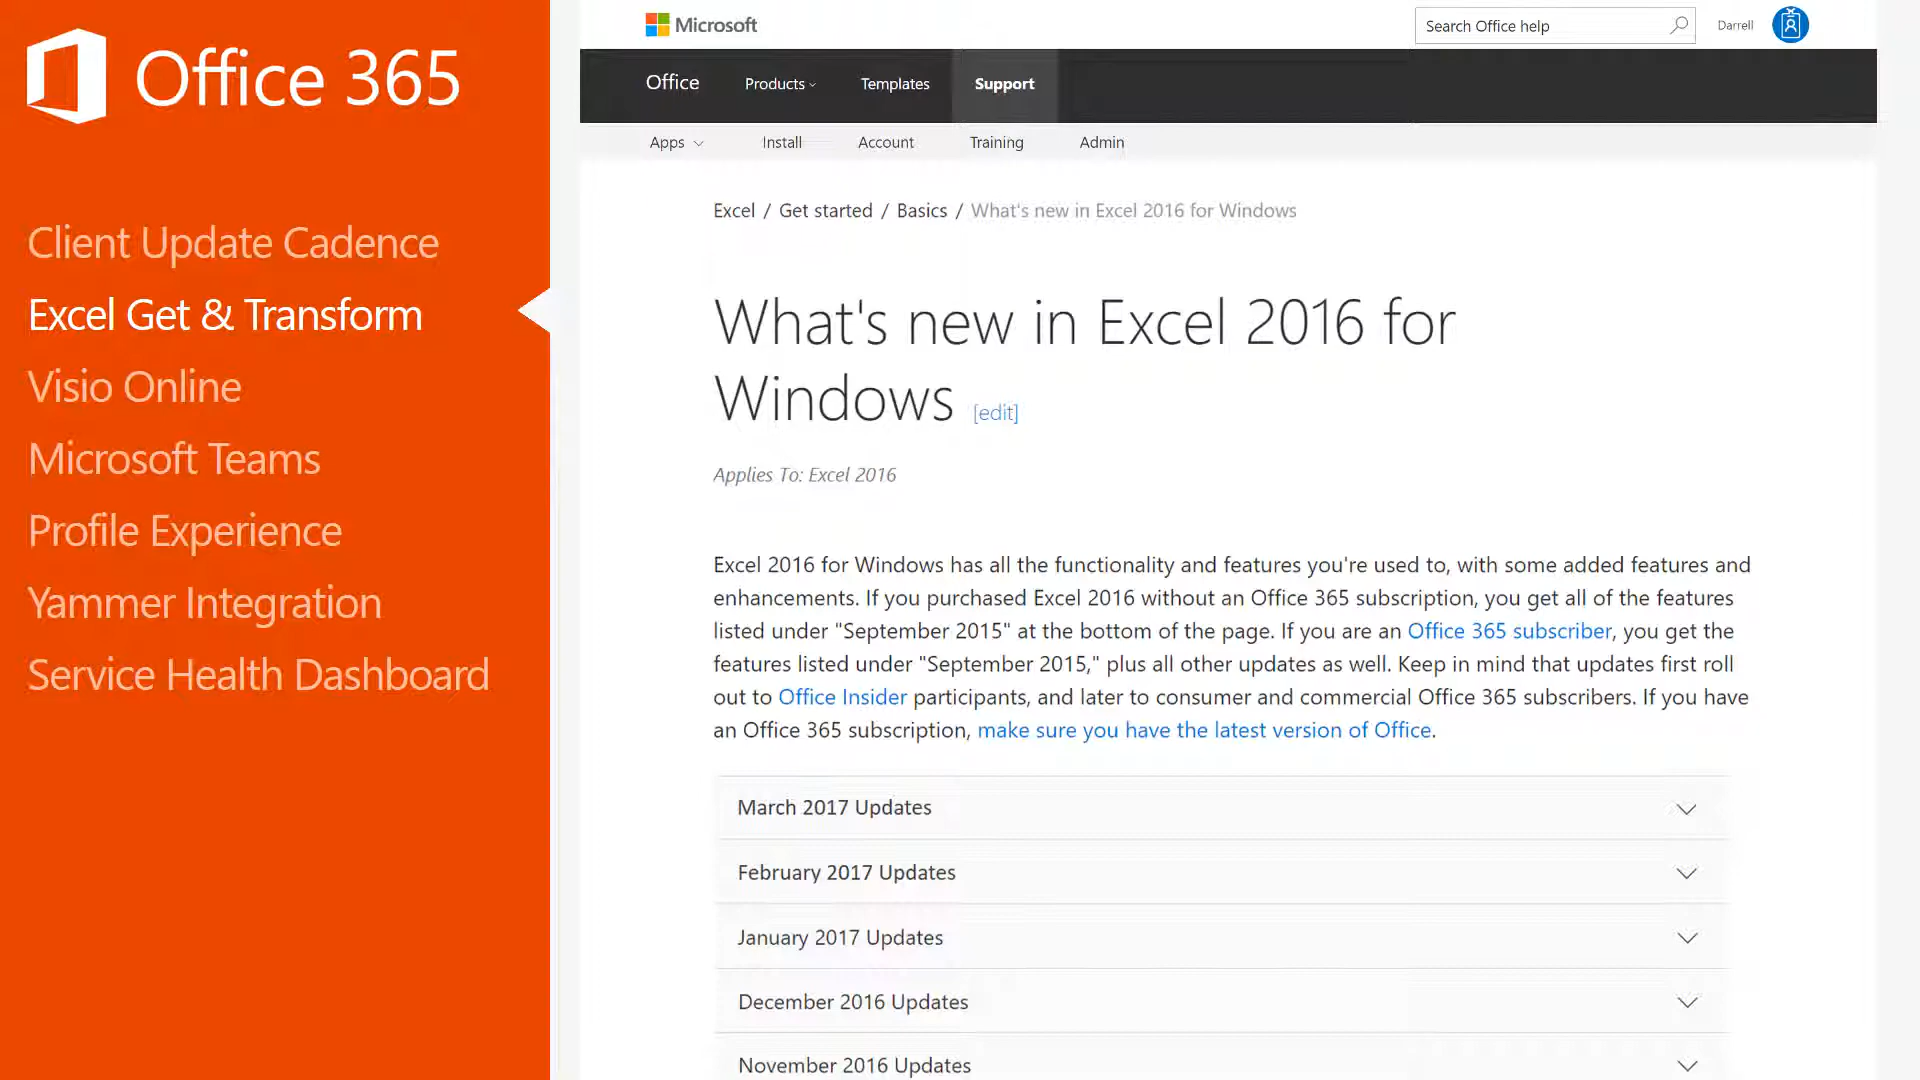 Office 365
Client Update Cadence
Excel Get & Transform
Visio Online
Microsoft Teams
Profile Experience
Yammer Integration
Service Health Dashboard
Microsoft
Search Office help
Darrell
Office Products Templates Support
Apps Install Account Training Admin
Excel / Get started / Basics / What's new in Excel 2016 for Windows
What's new in Excel 2016 for
Windows [edit]
Applies To: Excel 2016
Excel 2016 for Windows has all the functionality and features you're used to, with some added features and
enhancements. If you purchased Excel 2016 without an Office 365 subscription, you get all of the features
listed under "September 2015" at the bottom of the page. If you are an Office 365 subscriber, you get the
features listed under "September 2015," plus all other updates as well. Keep in mind that updates first roll
out to Office Insider participants, and later to consumer and commercial Office 365 subscribers. If you have
an Office 365 subscription, make sure you have the latest version of Office.
March 2017 Updates
February 2017 Updates
January 2017 Updates
December 2016 Updates
November 2016 Updates